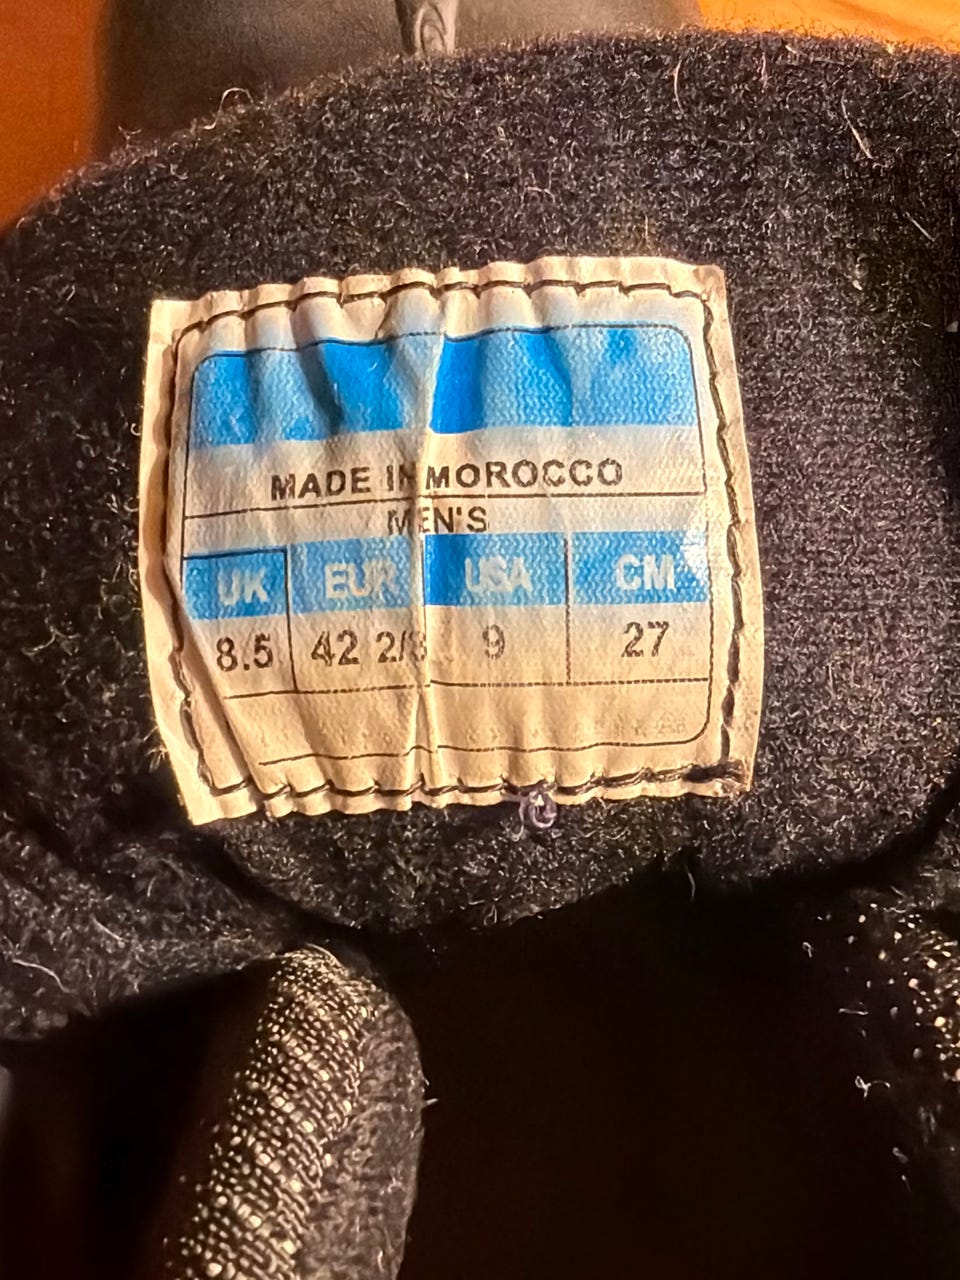 MADE IN MOROCCO
MEN'S
UK EUR USA CM
8.5 42 2/3 9 27